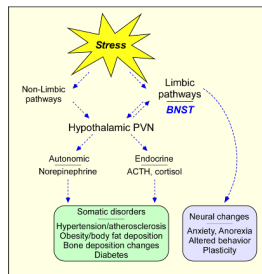 Stress
Non-Limbic
pathways
Limbic
pathways
BNST
Hypothalamic PVN
Autonomic
Norepinephrine
Endocrine
ACTH, cortisol
Somatic disorders
Hypertension/atherosclerosis
Obesity/body fat deposition
Bone deposition changes
Diabetes
Neural changes
Anxiety, Anorexia
Altered behavior
Plasticity